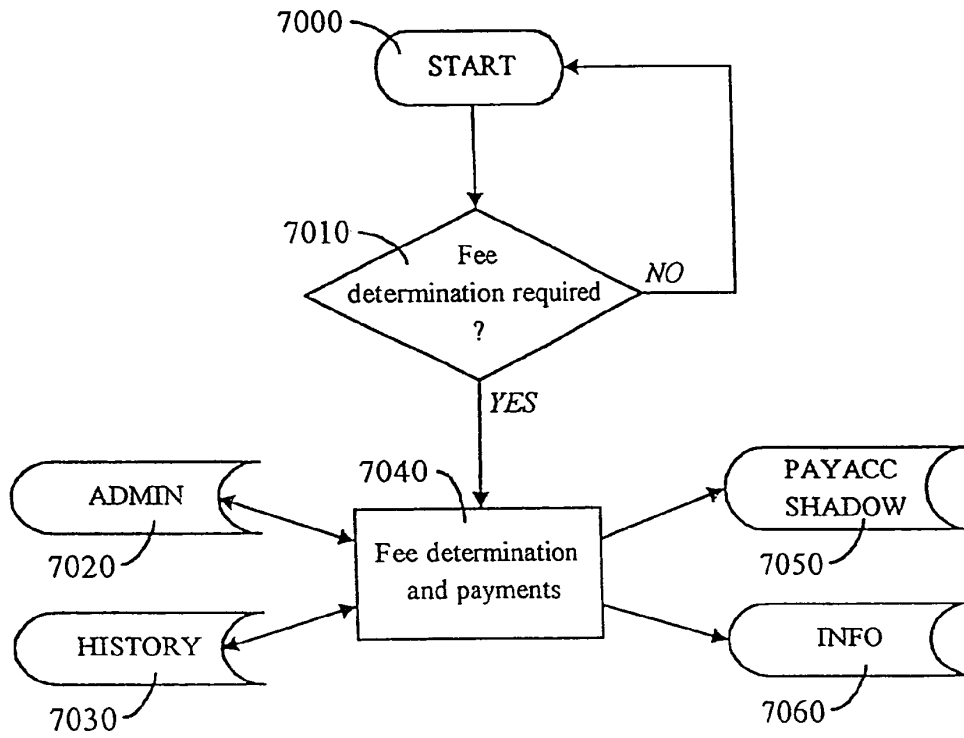 7000
START
7010
Fee
determination required
?
NO
YES
7040
ADMIN
7020
PAYACC
SHADOW
7050
Fee determination
and payments
HISTORY
7030
INFO
7060